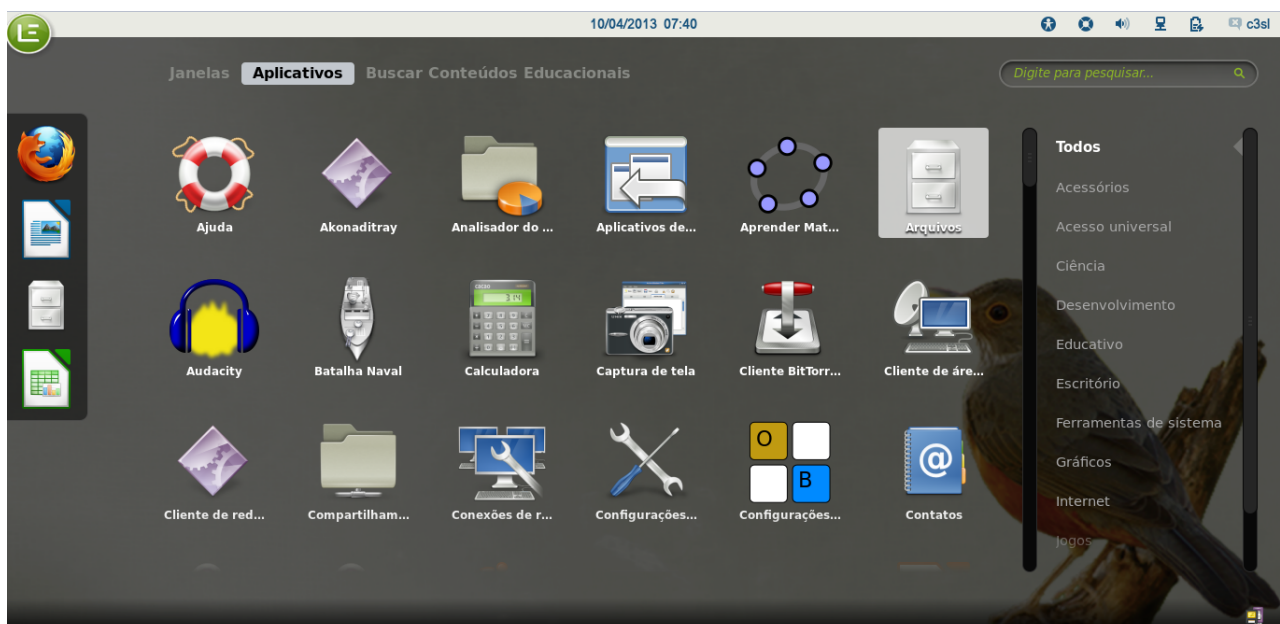 LE
10/04/2013 07:40
c3sl
Janelas Aplicativos Buscar Conteúdos Educacionais
Digite para pesquisar...
Ajuda
Akonaditray
Analisador do ...
Aplicativos de...
Aprender Mat...
Arquivos
Audacity
Batalha Naval
3.14
Calculadora
Captura de tela
Cliente BitTorr...
Cliente de áre...
Cliente de red...
Compartilham...
Conexões de r...
Configurações...
O
B
Configurações...
@
Contatos
Todos
Acessórios
Acesso universal
Ciência
Desenvolvimento
Educativo
Escritório
Ferramentas de sistema
Gráficos
Internet
Jogos